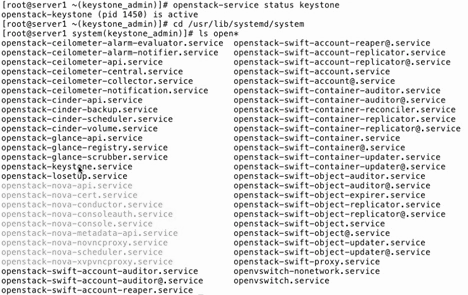 [root@server1 ~(keystone_admin)]# openstack-service status keystone
openstack-keystone (pid 1450) is active
[root@server1 ~(keystone_admin)]# cd /usr/lib/systemd/system
[root@server1 system(keystone_admin)]# ls open*
openstack-ceilometer-alarm-evaluator.service openstack-swift-account-reaper@.service
openstack-ceilometer-alarm-notifier.service openstack-swift-account-replicator.service
openstack-ceilometer-api.service openstack-swift-account-replicator@.service
openstack-ceilometer-central.service openstack-swift-account.service
openstack-ceilometer-collector.service openstack-swift-account@.service
openstack-ceilometer-notification.service openstack-swift-container-auditor.service
openstack-cinder-api.service openstack-swift-container-auditor@.service
openstack-cinder-backup.service openstack-swift-container-reconciler.service
openstack-cinder-scheduler.service openstack-swift-container-replicator.service
openstack-cinder-volume.service openstack-swift-container-replicator@.service
openstack-glance-api.service openstack-swift-container.service
openstack-glance-registry.service openstack-swift-container@.service
openstack-glance-scrubber.service openstack-swift-container-updater.service
openstack-keystone.service openstack-swift-container-updater@.service
openstack-losetup.service openstack-swift-object-auditor.service
openstack-nova-api.service openstack-swift-object-auditor@.service
openstack-nova-cert.service openstack-swift-object-expirer.service
openstack-nova-conductor.service openstack-swift-object-replicator.service
openstack-nova-consoleauth.service openstack-swift-object-replicator@.service
openstack-nova-console.service openstack-swift-object.service
openstack-nova-metadata-api.service openstack-swift-object@.service
openstack-nova-novncproxy.service openstack-swift-object-updater.service
openstack-nova-scheduler.service openstack-swift-object-updater@.service
openstack-nova-xvpvncproxy.service openstack-swift-proxy.service
openstack-swift-account-auditor.service openvswitch-nonetwork.service
openstack-swift-account-auditor@.service openvswitch.service
openstack-swift-account-reaper.service